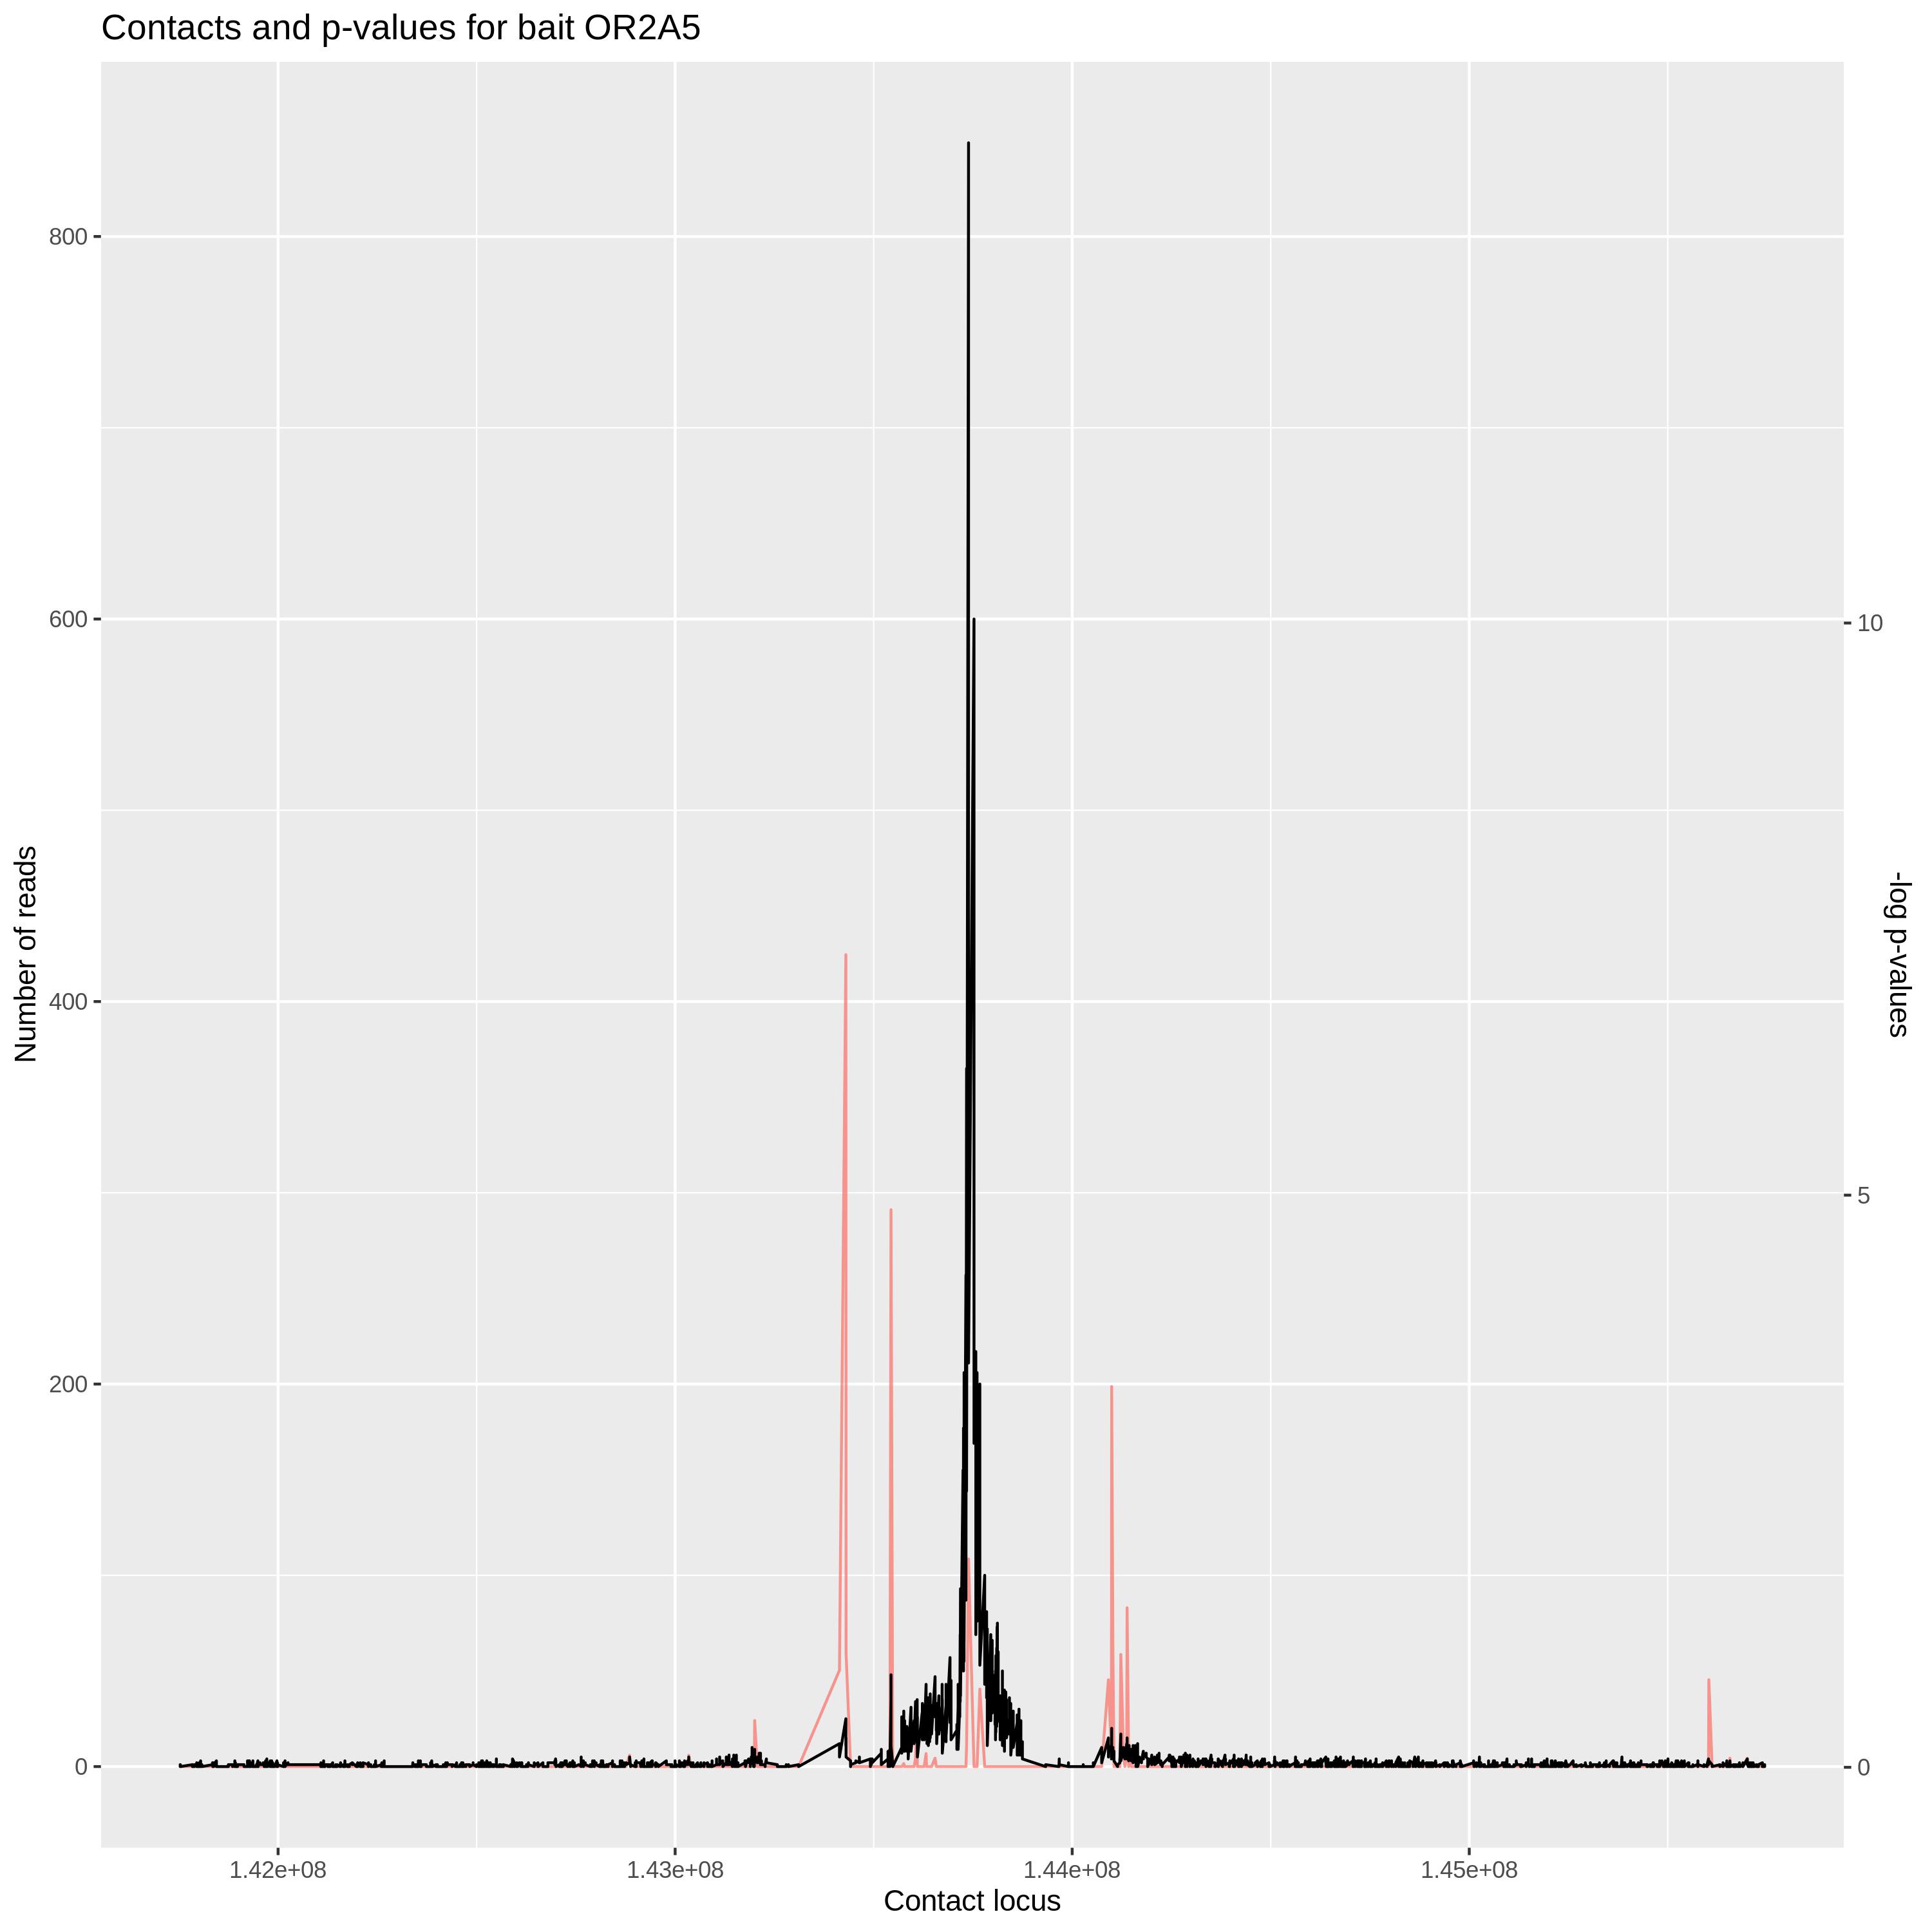 Contacts and p-values for bait OR2A5
800
600
400
200
0
Number of reads
10
5
0
-log p-values
1.42e+08
1.43e+08
1.44e+08
1.45e+08
Contact locus